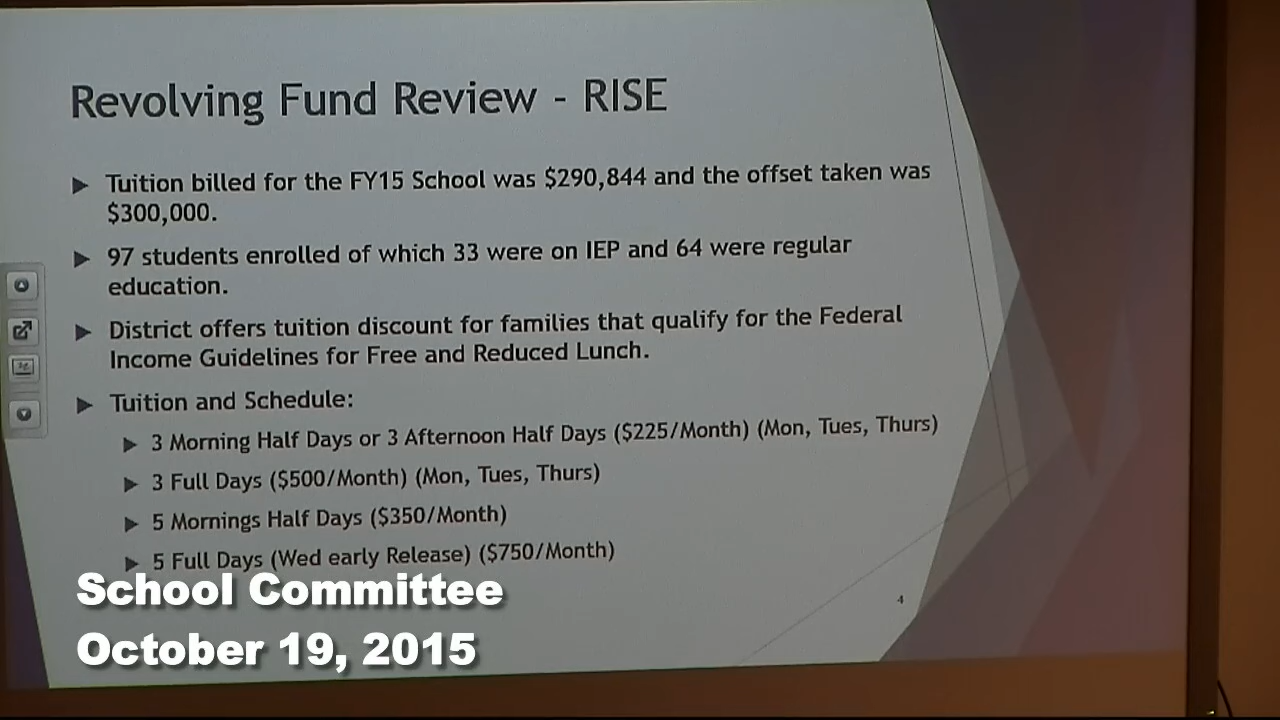 Revolving Fund Review - RISE
Tuition billed for the FY15 School was $290,844 and the offset taken was
$300,000.
97 students enrolled of which 33 were on IEP and 64 were regular
education.
District offers tuition discount for families that qualify for the Federal
Income Guidelines for Free and Reduced Lunch.
Tuition and Schedule:
3 Morning Half Days or 3 Afternoon Half Days ($225/Month) (Mon, Tues, Thurs)
3 Full Days ($500/Month) (Mon, Tues, Thurs)
5 Mornings Half Days ($350/Month)
5 Full Days (Wed early Release) ($750/Month)
School Committee
October 19, 2015
4